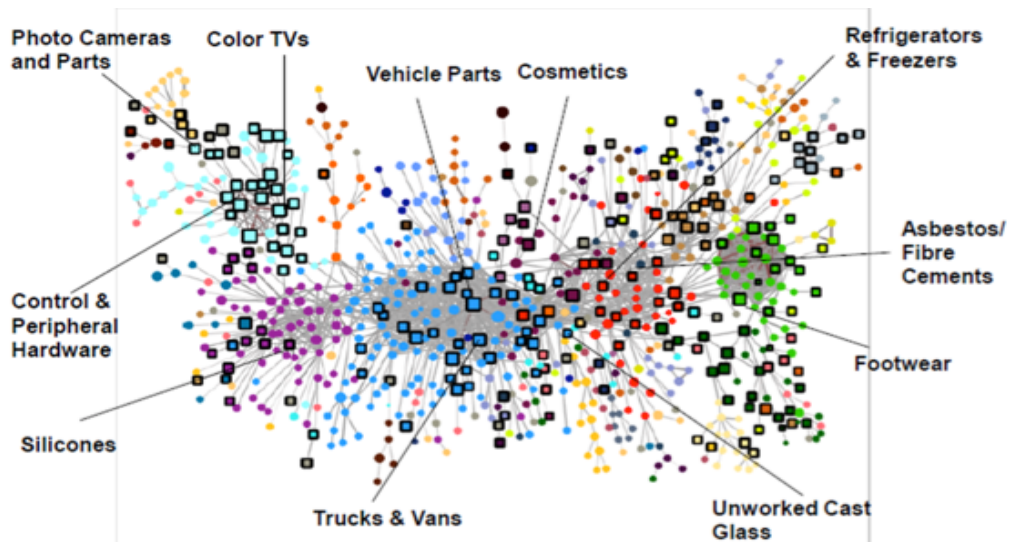 Photo Cameras
and Parts
Color TVs
Vehicle Parts
Cosmetics
Refrigerators
& Freezers
Asbestos/
Fibre
Cements
Control &
Peripheral
Hardware
Footwear
Silicones
Trucks & Vans
Unworked Cast
Glass